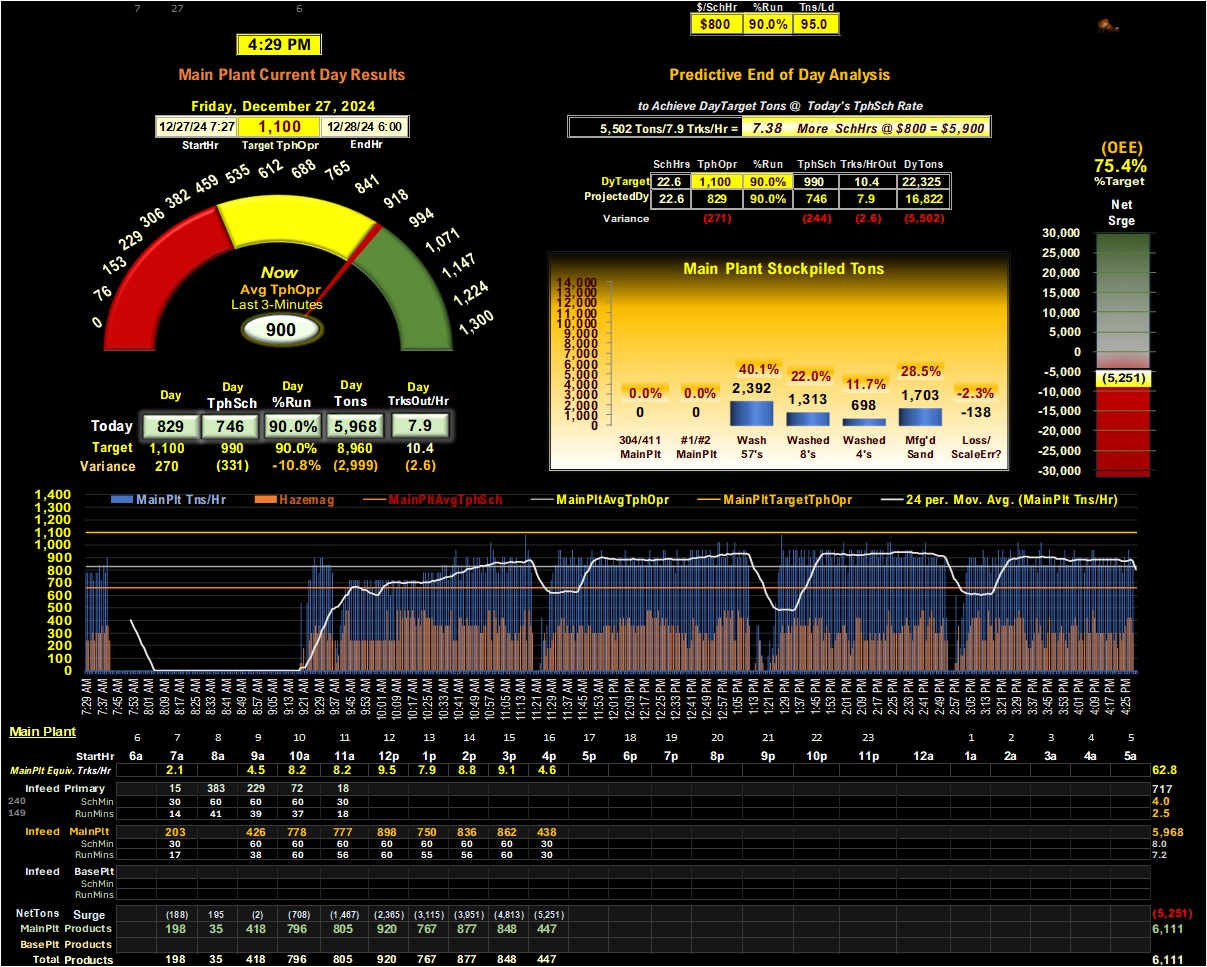 7 27 6
$/SchHr %Run Tns/Ld
$800 90.0% 95.0
4:29 PM
Main Plant Current Day Results
Predictive End of Day Analysis
Friday, December 27, 2024
to Achieve DayTarget Tons @ Today's TphSch Rate
12/27/24 7:27 1,100 12/28/24 6:00
StartHr Target TphOpr EndHr
5,502 Tons/7.9 Trks/Hr = 7.38 More SchHrs @ $800 = $5,900
(OEE)
75.4%
%Target
Net
Srge
SchHrs TphOpr %Run TphSch Trks/HrOut DyTons
DyTarget 22.6 1,100 90.0% 990 10.4 22,325
ProjectedDy 22.6 829 90.0% 746 7.9 16,822
Variance (271) (244) (2.6) (5,502)
0 76 153 229 306 382 459 535 612 688 765 841 918 994 1,071 1,147 1,224 1,300
Now
Avg TphOpr
Last 3-Minutes
900
Main Plant Stockpiled Tons
14,000
13,000
12,000
11,000
10,000
9,000
8,000
7,000
6,000
5,000
4,000
3,000
2,000
1,000
0
0.0% 0.0% 40.1% 22.0% 11.7% 28.5% -2.3%
0 0 2,392 1,313 698 1,703 -138
304/411 #1/#2 Wash Washed Washed Mfg'd Loss/
MainPlt MainPlt 57's 8's 4's Sand ScaleErr?
30,000
25,000
20,000
15,000
10,000
5,000
0
-5,000
-10,000
-15,000
-20,000
-25,000
-30,000
(5,251)
Day Day Day Day
Day TphSch %Run Tons TrksOut/Hr
Today 829 746 90.0% 5,968 7.9
Target 1,100 990 90.0% 8,960 10.4
Variance 270 (331) -10.8% (2,999) (2.6)
MainPlt Tns/Hr Hazemag MainPltAvgTphSch MainPltAvgTphOpr MainPltTargetTphOpr 24 per. Mov. Avg. (MainPlt Tns/Hr)
1,400
1,300
1,200
1,100
1,000
900
800
700
600
500
400
300
200
100
0
7:29 AM 7:37 AM 7:45 AM 7:53 AM 8:01 AM 8:09 AM 8:17 AM 8:25 AM 8:33 AM 8:41 AM 8:49 AM 8:57 AM 9:05 AM 9:13 AM 9:21 AM 9:29 AM 9:37 AM 9:45 AM 9:53 AM 10:01 AM 10:09 AM 10:17 AM 10:25 AM 10:33 AM 10:41 AM 10:49 AM 10:57 AM 11:05 AM 11:13 AM 11:21 AM 11:29 AM 11:37 AM 11:45 AM 11:53 AM 12:01 PM 12:09 PM 12:17 PM 12:25 PM 12:33 PM 12:41 PM 12:49 PM 12:57 PM 1:05 PM 1:13 PM 1:21 PM 1:29 PM 1:37 PM 1:45 PM 1:53 PM 2:01 PM 2:09 PM 2:17 PM 2:25 PM 2:33 PM 2:41 PM 2:49 PM 2:57 PM 3:05 PM 3:13 PM 3:21 PM 3:29 PM 3:37 PM 3:45 PM 3:53 PM 4:01 PM 4:09 PM 4:17 PM 4:25 PM
Main Plant
6 7 8 9 10 11 12 13 14 15 16 17 18 19 20 21 22 23 1 2 3 4 5
StartHr 6a 7a 8a 9a 10a 11a 12p 1p 2p 3p 4p 5p 6p 7p 8p 9p 10p 11p 12a 1a 2a 3a 4a 5a
MainPlt Equiv. Trks/Hr 2.1 4.5 8.2 8.2 9.5 7.9 8.8 9.1 4.6 62.8
Infeed Primary 15 383 229 72 18 717
240 SchMin 30 60 60 60 30 4.0
149 RunMins 14 41 39 37 18 2.5
Infeed MainPlt 203 426 778 777 898 750 836 862 438 5,968
SchMin 30 60 60 60 60 60 60 60 30 8.0
RunMins 17 38 60 56 60 55 56 60 30 7.2
Infeed BasePlt
SchMin
RunMins
NetTons Surge (188) 195 (2) (708) (1,467) (2,365) (3,115) (3,951) (4,813) (5,251) (5,251)
MainPlt Products 198 35 418 796 805 920 767 877 848 447 6,111
BasePlt Products
Total Products 198 35 418 796 805 920 767 877 848 447 6,111